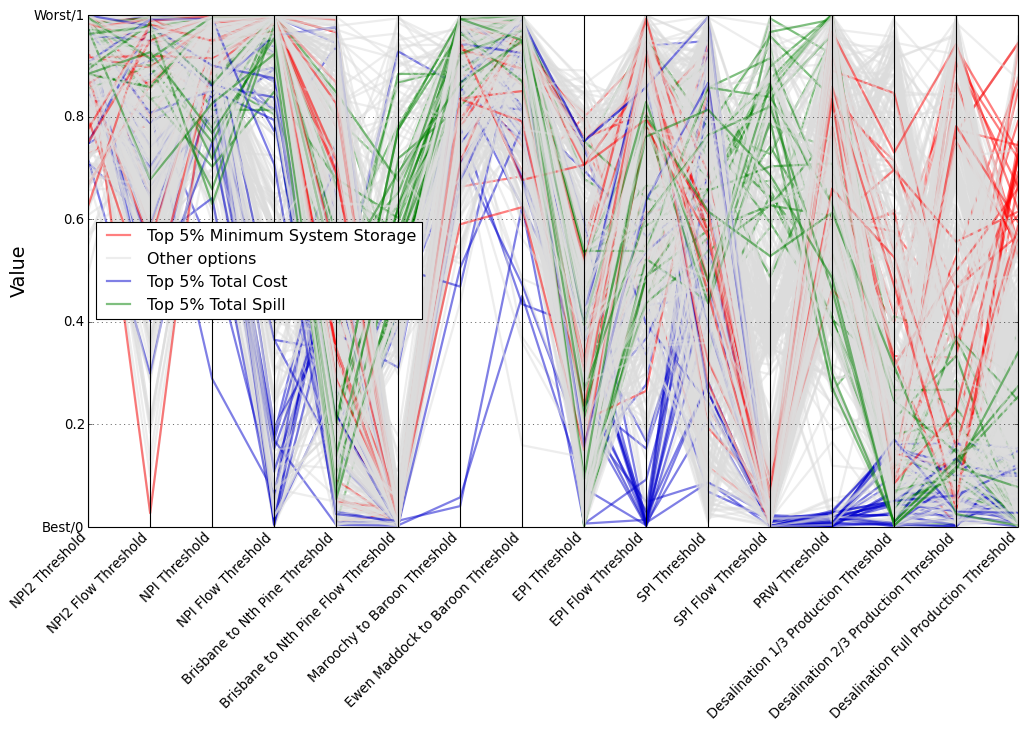 Worst/1
0.8
0.6
0.4
0.2
Best/0
Value
Top 5% Minimum System Storage
Other options
Top 5% Total Cost
Top 5% Total Spill
NPI2 Threshold
NPI2 Flow Threshold
NPI Threshold
NPI Flow Threshold
Brisbane to Nth Pine Threshold
Brisbane to Nth Pine Flow Threshold
Maroochy to Baroon Threshold
Ewen Maddock to Baroon Threshold
EPI Threshold
EPI Flow Threshold
SPI Threshold
SPI Flow Threshold
PRW Threshold
Desalination 1/3 Production Threshold
Desalination 2/3 Production Threshold
Desalination Full Production Threshold